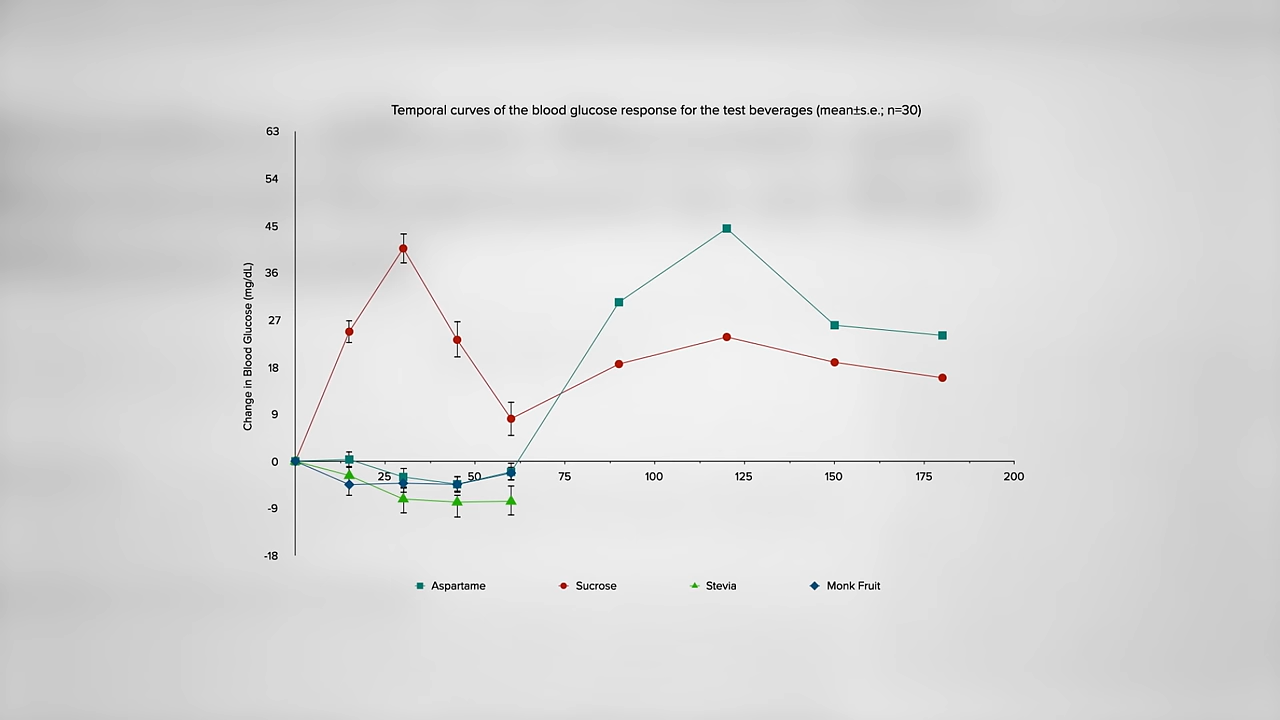 Temporal curves of the blood glucose response for the test beverages (mean±s.e.; n=30)
Change in Blood Glucose (mg/dL)
63
54
45
36
27
18
9
0
-9
-18
25 50 75 100 125 150 175 200
Aspartame Sucrose Stevia Monk Fruit